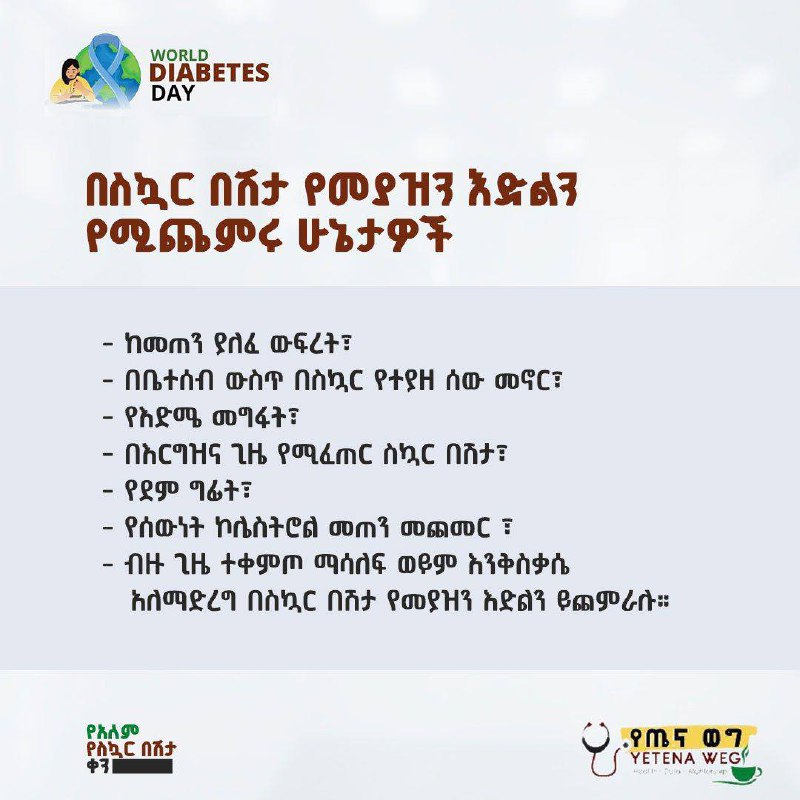 WORLD
DIABETES
DAY
በስኳር በሽታ የመያዝን እድልን
የሚጨምሩ ሁኔታዎች
- ከመጠን ያለፈ ውፍረት፣
- በቤተሰብ ውስጥ በስኳር የተያዘ ሰው መኖር፣
- የእድሜ መግፋት፣
- በእርግዝና ጊዜ የሚፈጠር ስኳር በሽታ፣
- የደም ግፊት፣
- የሰውነት ኮሌስትሮል መጠን መጨመር ፣
- ብዙ ጊዜ ተቀምጦ ማሳለፍ ወይም እንቅስቃሴ
አለማድረግ በስኳር በሽታ የመያዝን እድልን ይጨምራሉ።
የአለም
የስኳር በሽታ
ቀን
የጤና ወግ
YETENA WEG